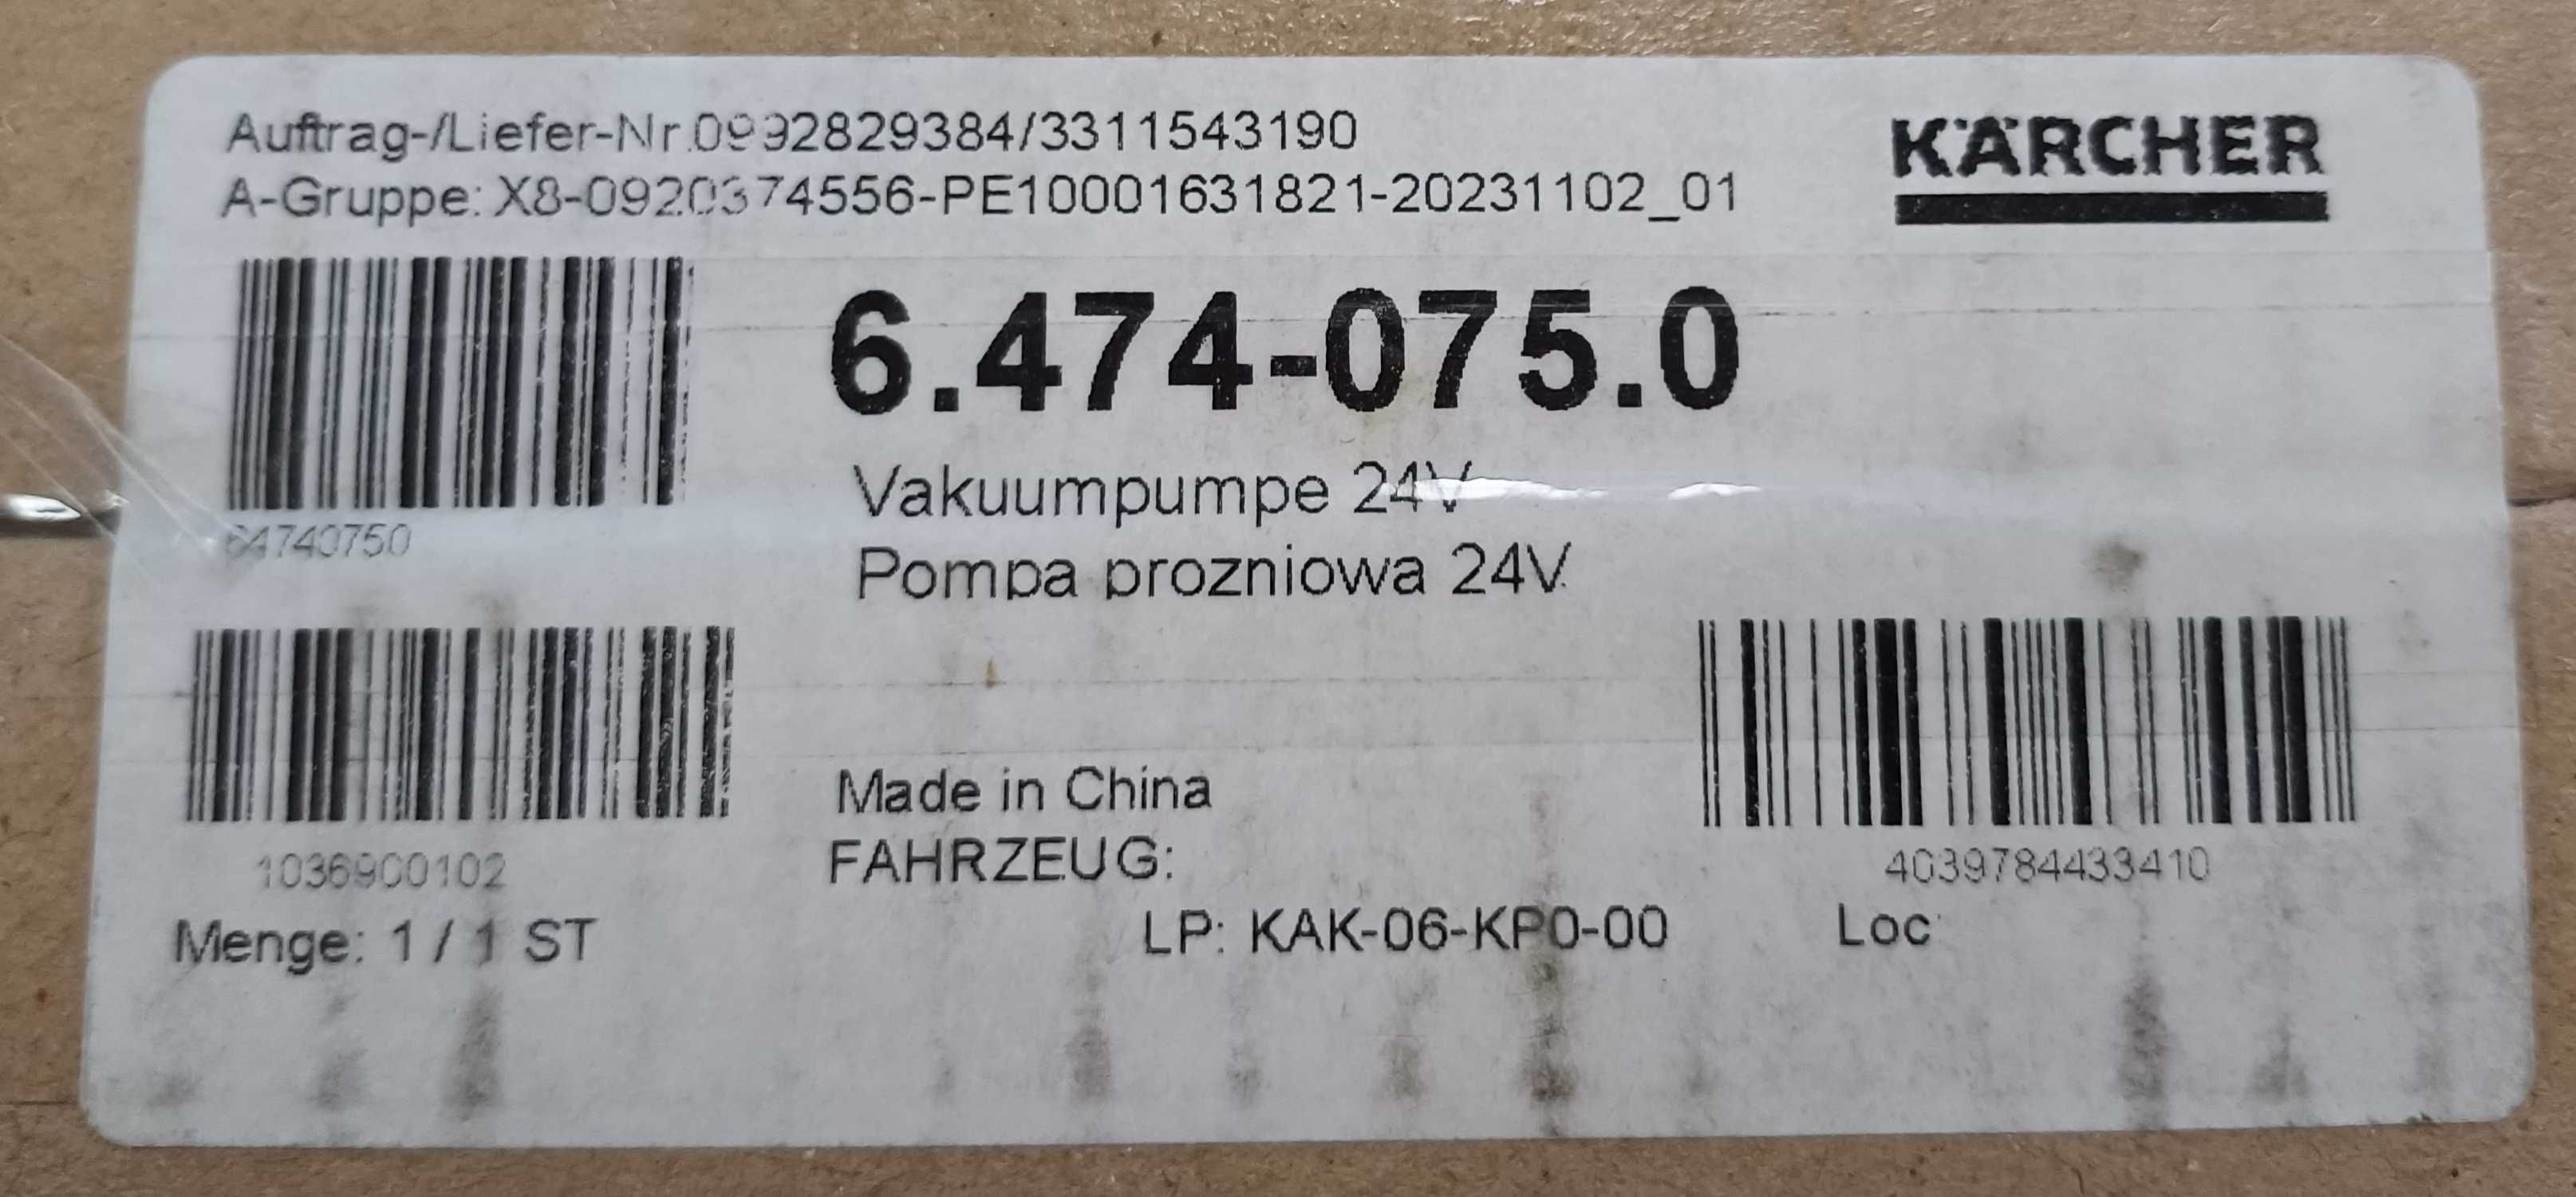 Auftrag-/Liefer-Nr.0992829384/3311543190
KÄRCHER
A-Gruppe: X8-0920374556-PE10001631821-20231102_01
6.474-075.0
Vakuumpumpe 24V
64740750
Pompa prozniowa 24V
Made in China
FAHRZEUG:
1036900102
4039784433410
Menge: 1 / 1 ST
LP: KAK-06-KP0-00
Loc